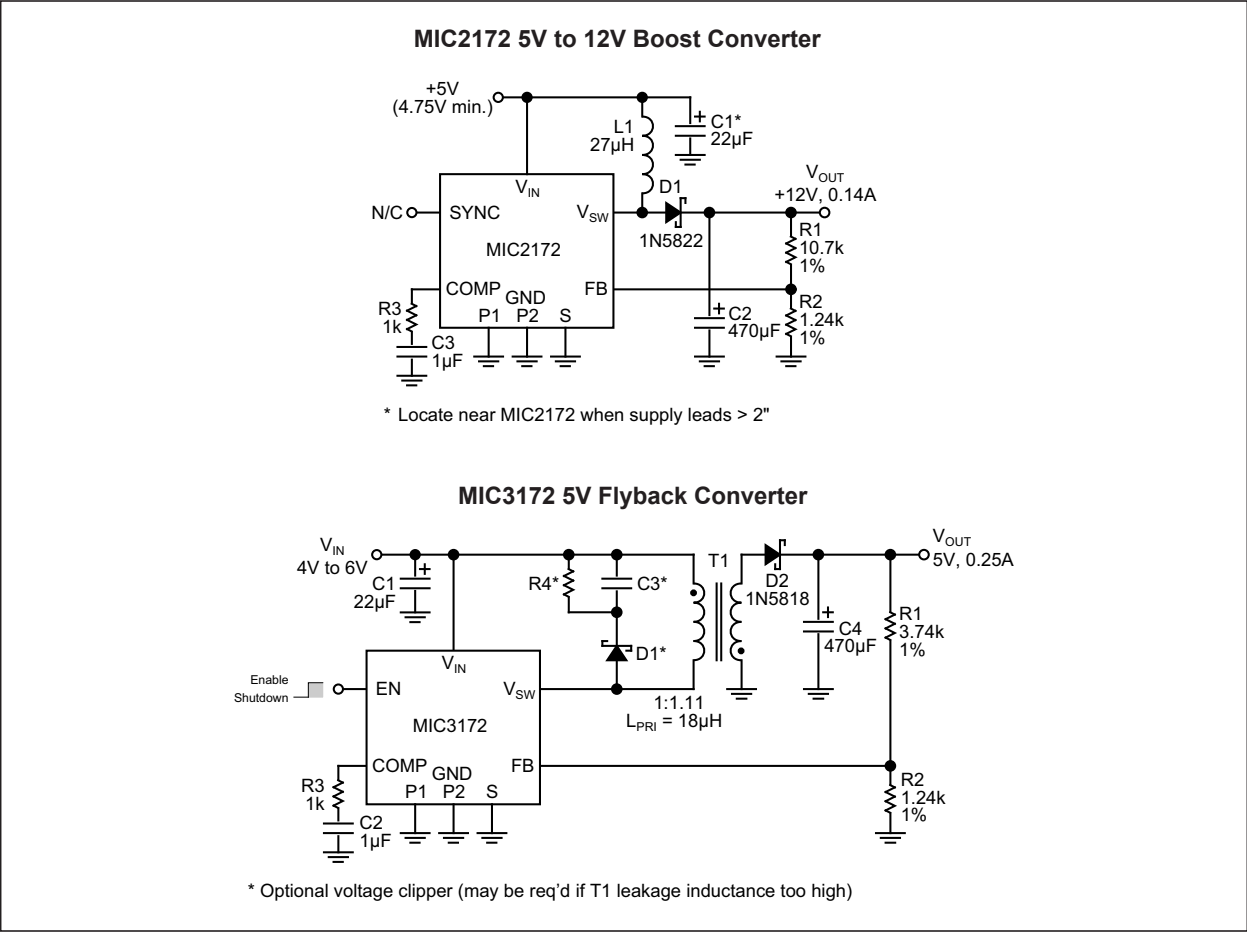 MIC2172 5V to 12V Boost Converter
+5V
(4.75V min.)
L1
27µH
C1*
22µF
VIN
N/C
SYNC
VSW
D1
1N5822
VOUT
+12V, 0.14A
MIC2172
R1
10.7k
1%
COMP
GND
FB
P1
P2
S
R3
1k
C3
1µF
C2
470µF
R2
1.24k
1%
* Locate near MIC2172 when supply leads > 2"
MIC3172 5V Flyback Converter
VIN
4V to 6V
C1
22µF
R4*
C3*
T1
D2
1N5818
VOUT
5V, 0.25A
D1*
C4
470µF
R1
3.74k
1%
VIN
Enable
Shutdown
EN
VSW
1:1.11
LPRI = 18µH
MIC3172
COMP
GND
FB
P1
P2
S
R3
1k
C2
1µF
R2
1.24k
1%
* Optional voltage clipper (may be req’d if T1 leakage inductance too high)